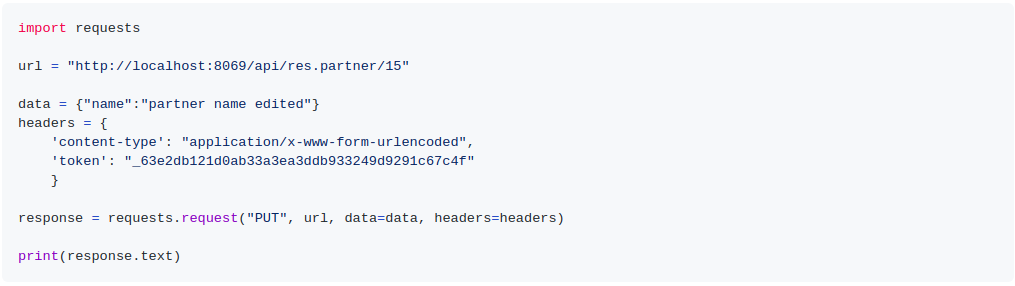 import requests
url = "http://localhost:8069/api/res.partner/15"
data = {"name":"partner name edited"}
headers = {
    'content-type': "application/x-www-form-urlencoded",
    'token': "_63e2db121d0ab33a3ea3ddb933249d9291c67c4f"
    }
response = requests.request("PUT", url, data=data, headers=headers)
print(response.text)